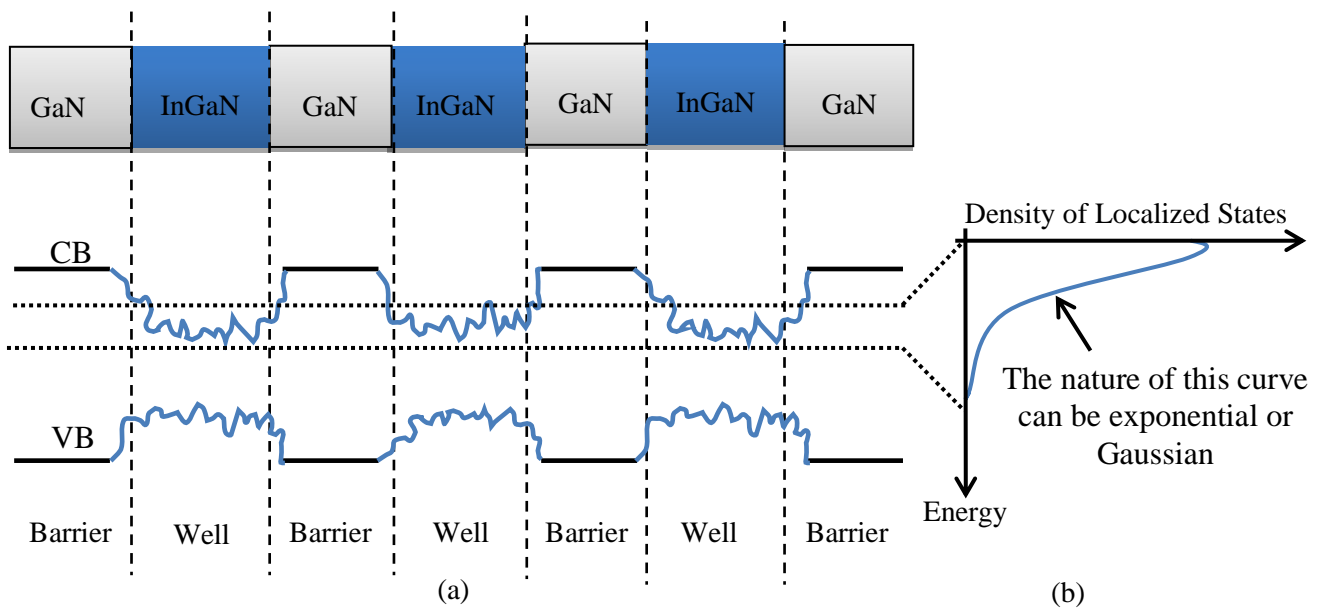 GaN InGaN GaN InGaN GaN InGaN GaN
Density of Localized States
CB
The nature of this curve
can be exponential or
Gaussian
VB
Energy
Barrier Well Barrier Well Barrier Well Barrier
(a)
(b)